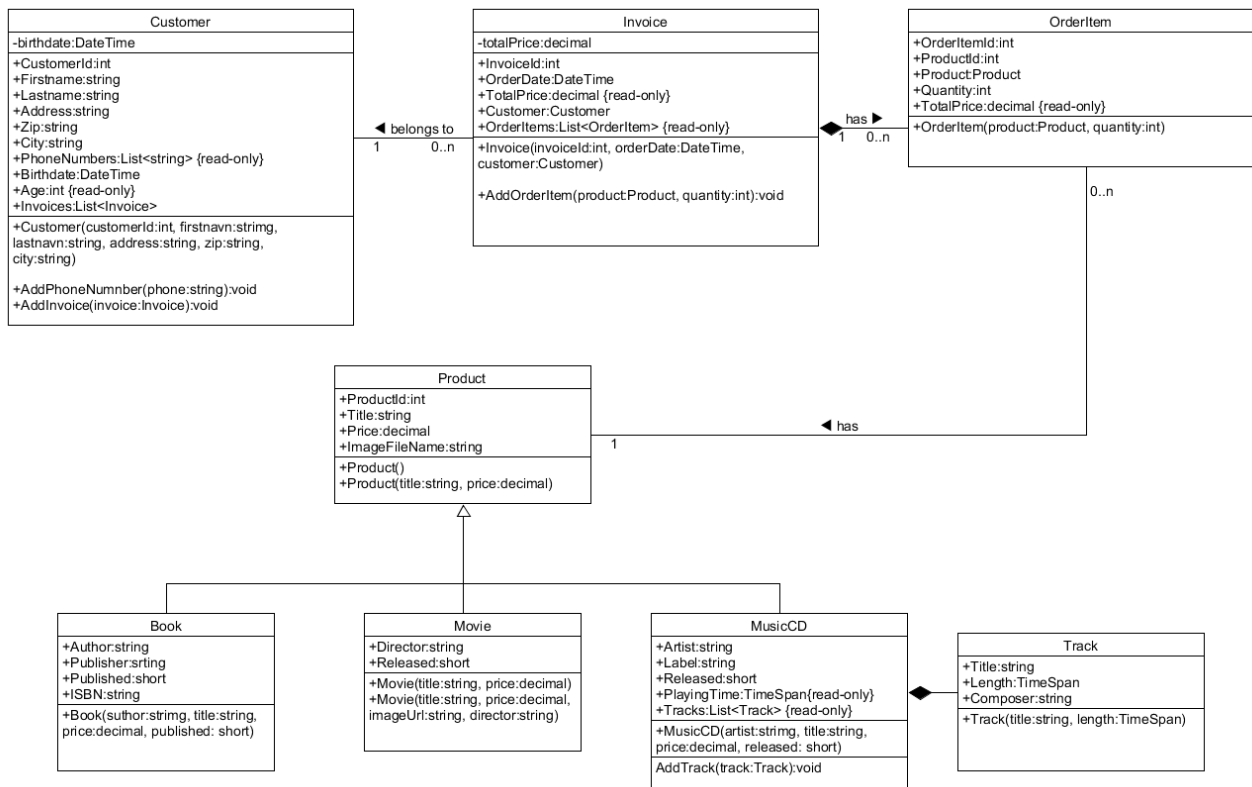 Customer
-birthdate:DateTime
+CustomerId:int
+Firstname:string
+Lastname:string
+Address:string
+Zip:string
+City:string
+PhoneNumbers:List<string> {read-only}
+Birthdate:DateTime
+Age:int {read-only}
+Invoices:List<Invoice>
+Customer(customerId:int, firstnavn:strimg,
lastnavn:string, address:string, zip:string,
city:string)
+AddPhoneNumnber(phone:string):void
+AddInvoice(invoice:Invoice):void
◀ belongs to
1
0..n
Invoice
-totalPrice:decimal
+InvoiceId:int
+OrderDate:DateTime
+TotalPrice:decimal {read-only}
+Customer:Customer
+OrderItems:List<OrderItem> {read-only}
+Invoice(invoiceId:int, orderDate:DateTime,
customer:Customer)
+AddOrderItem(product:Product, quantity:int):void
has ▶
1
0..n
OrderItem
+OrderItemId:int
+ProductId:int
+Product:Product
+Quantity:int
+TotalPrice:decimal {read-only}
+OrderItem(product:Product, quantity:int)
0..n
◀ has
1
Product
+ProductId:int
+Title:string
+Price:decimal
+ImageFileName:string
+Product()
+Product(title:string, price:decimal)
Book
+Author:string
+Publisher:srting
+Published:short
+ISBN:string
+Book(suthor:strimg, title:string,
price:decimal, published: short)
Movie
+Director:string
+Released:short
+Movie(title:string, price:decimal)
+Movie(title:string, price:decimal,
imageUrl:string, director:string)
MusicCD
+Artist:string
+Label:string
+Released:short
+PlayingTime:TimeSpan{read-only}
+Tracks:List<Track> {read-only}
+MusicCD(artist:strimg, title:string,
price:decimal, released: short)
AddTrack(track:Track):void
Track
+Title:string
+Length:TimeSpan
+Composer:string
+Track(title:string, length:TimeSpan)